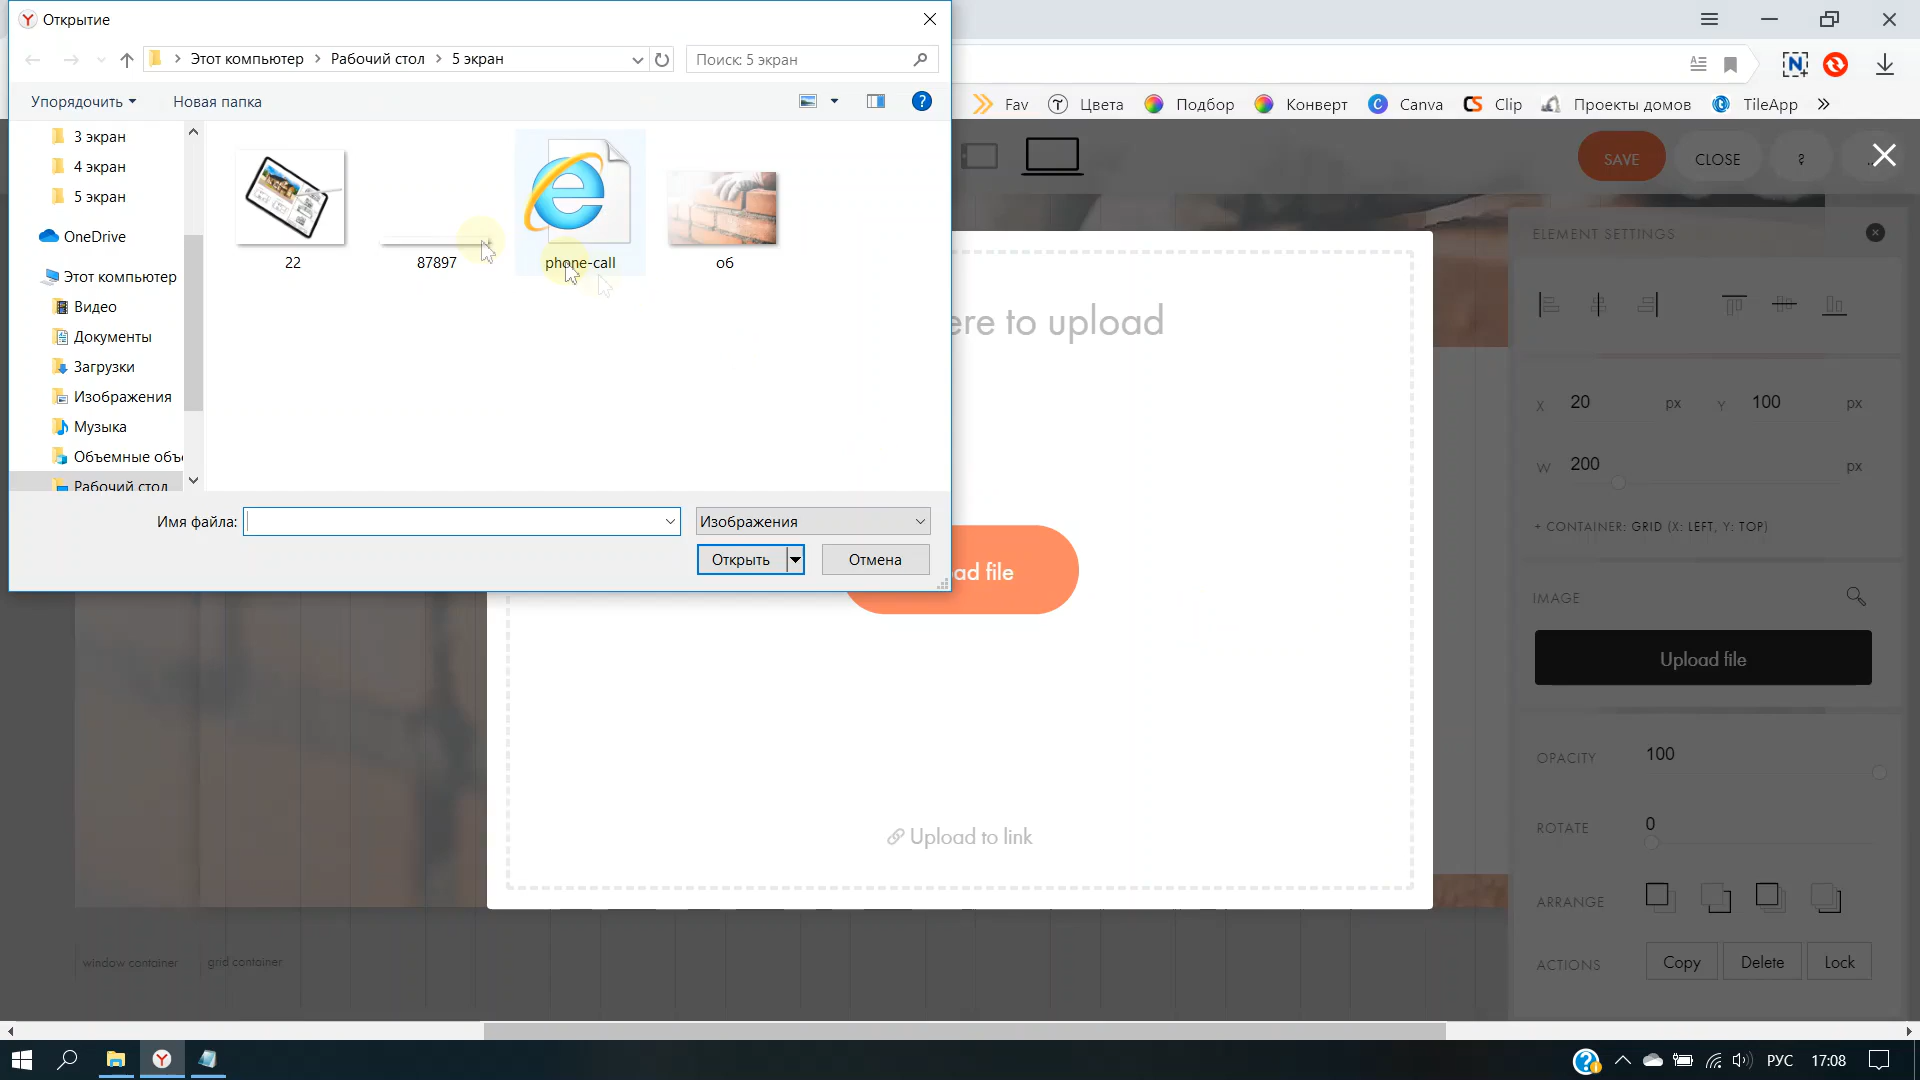 Открытие
Этот компьютер
Рабочий стол
5 экран
Поиск: 5 экран
Упорядочить
Новая папка
3 экран
4 экран
5 экран
OneDrive
Этот компьютер
Видео
Документы
Загрузки
Изображения
Музыка
Объемные объе
Рабочий стол
22
87897
phone-call
об
Имя файла:
Изображения
Открыть
Отмена
Fav
Цвета
Подбор
Конверт
Canva
Clip
Проекты домов
TileApp
SAVE
CLOSE
?
ere to upload
ad file
Upload to link
ELEMENT SETTINGS
X 20 px Y 100 px
W 200 px
+ CONTAINER: GRID (X: LEFT, Y: TOP)
IMAGE
Upload file
OPACITY 100
ROTATE 0
ARRANGE
ACTIONS Copy Delete Lock
window container
grid container
РУС
17:08